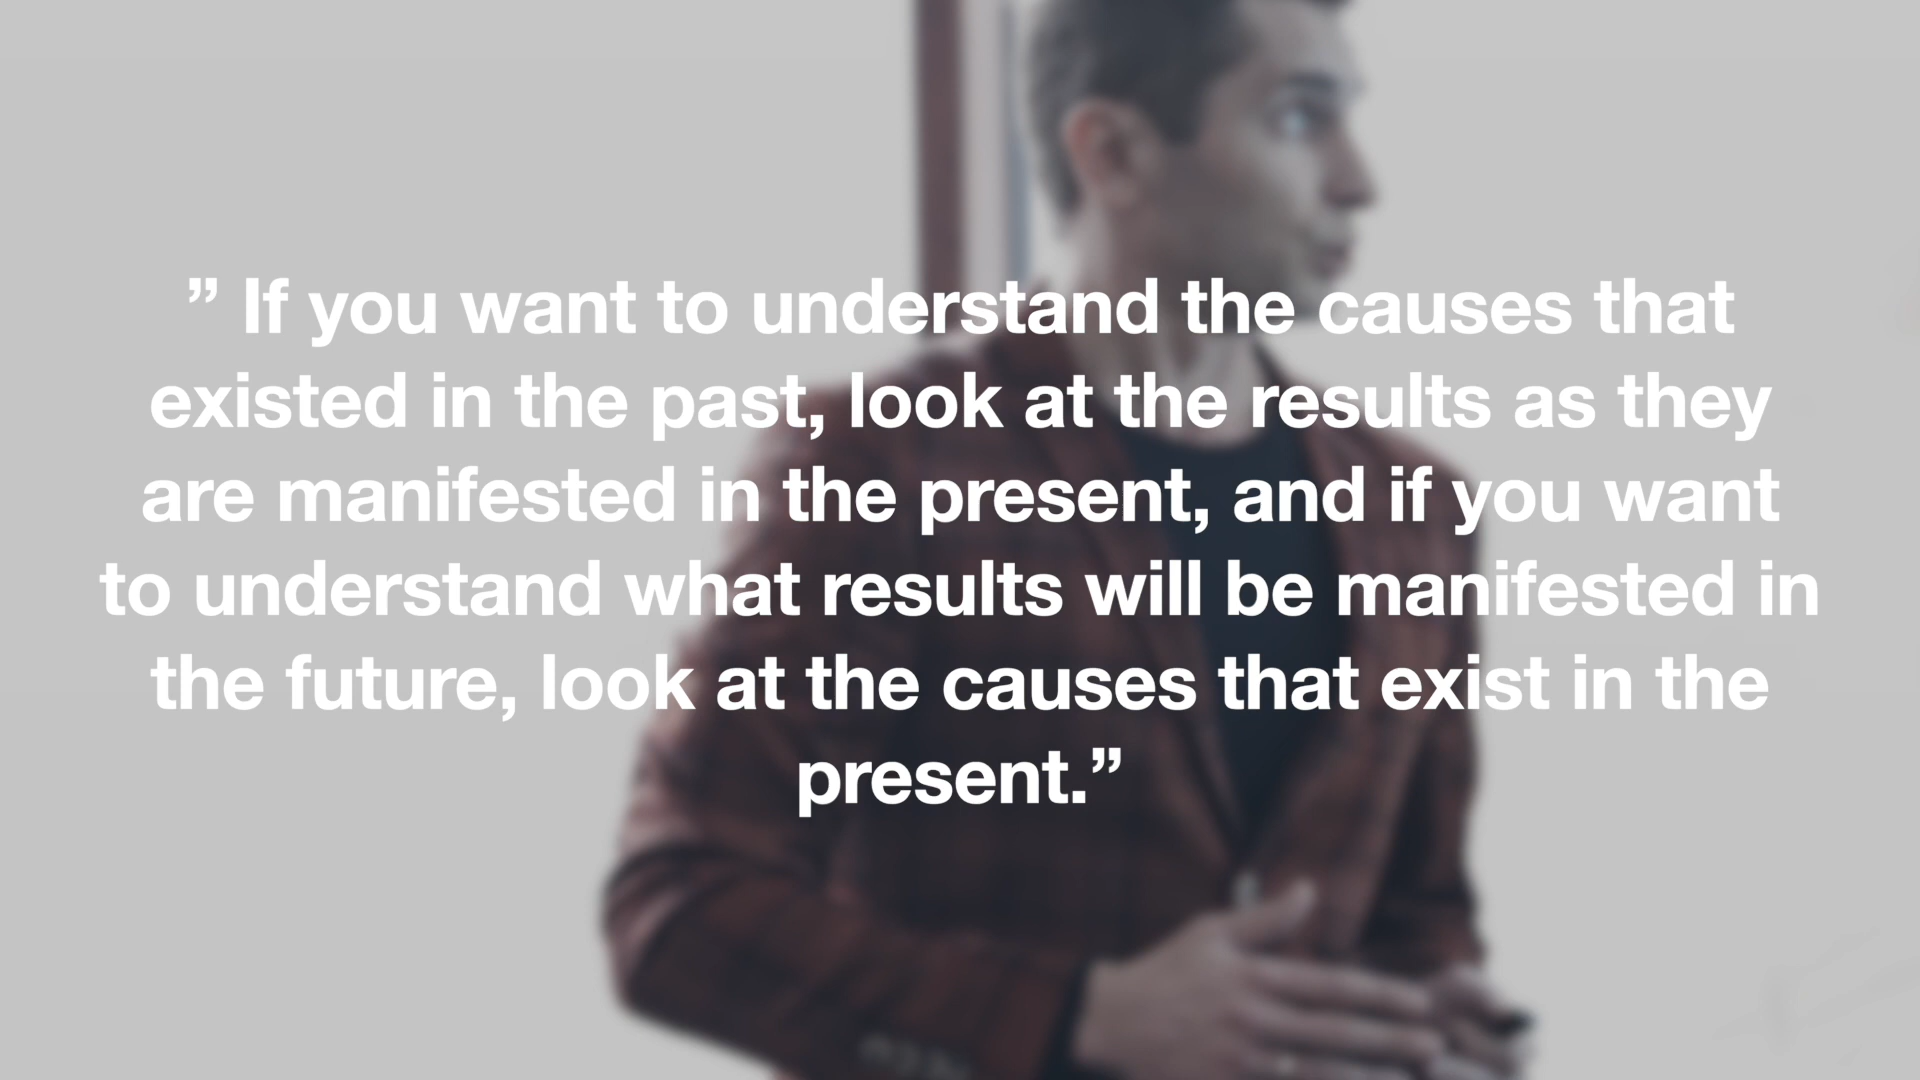 ” If you want to understand the causes that
existed in the past, look at the results as they
are manifested in the present, and if you want
to understand what results will be manifested in
the future, look at the causes that exist in the
present.”